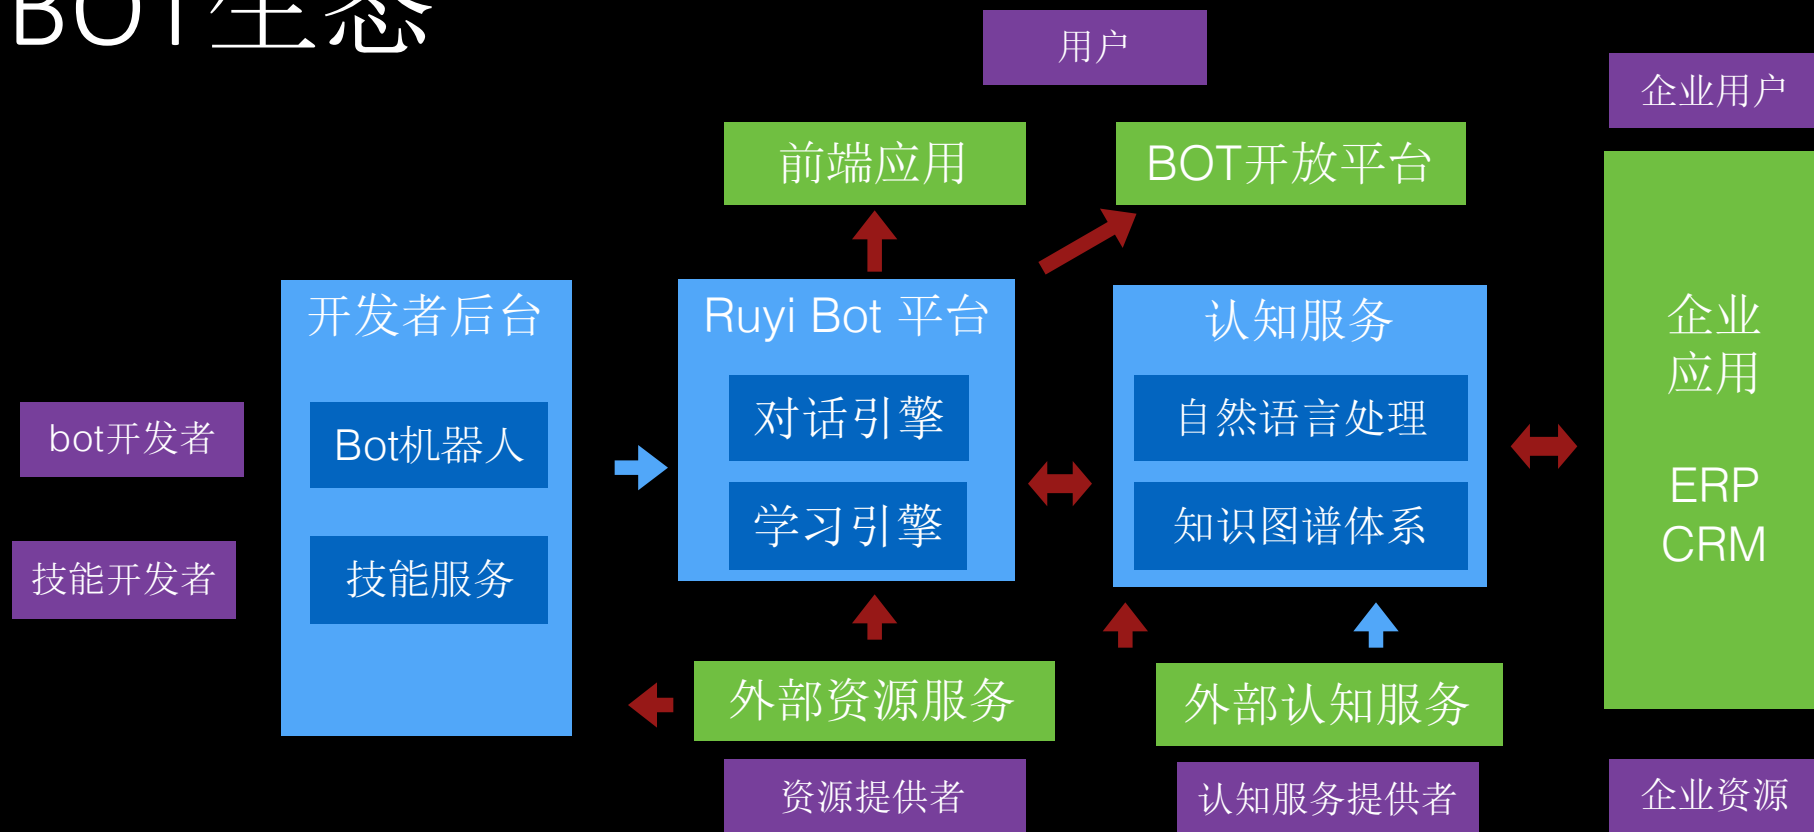 BOT生态
用户
企业用户
前端应用
BOT开放平台
开发者后台
Ruyi Bot 平台
认知服务
企业
应用
ERP
CRM
bot开发者
Bot机器人
对话引擎
自然语言处理
技能开发者
技能服务
学习引擎
知识图谱体系
外部资源服务
外部认知服务
资源提供者
认知服务提供者
企业资源